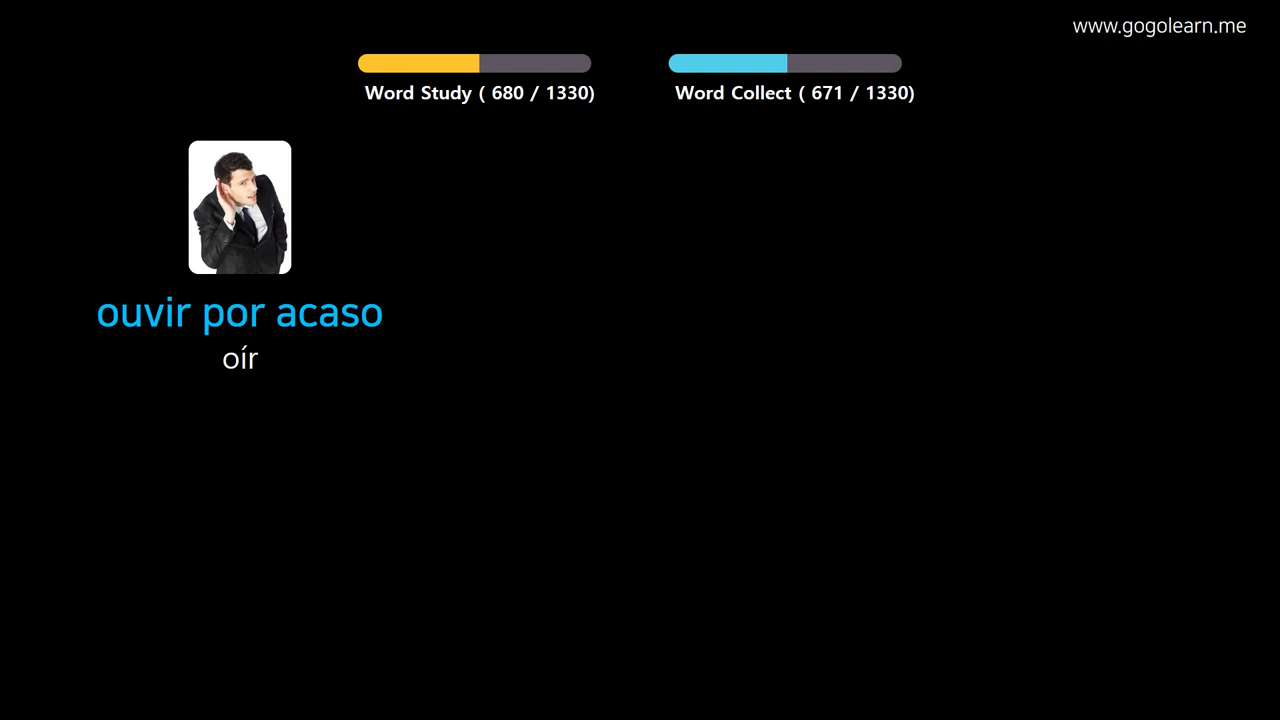 www.gogolearn.me
Word Study ( 680 / 1330)
Word Collect ( 671 / 1330)
ouvir por acaso
oír